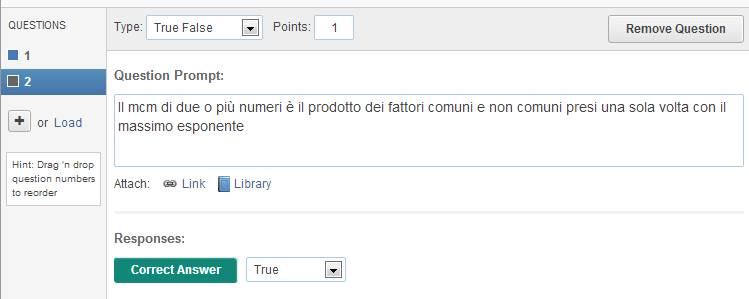 QUESTIONS
Type: True False Points: 1 Remove Question
1
2
Question Prompt:
Il mcm di due o più numeri è il prodotto dei fattori comuni e non comuni presi una sola volta con il
massimo esponente
+ or Load
Hint: Drag 'n drop
question numbers
to reorder
Attach: Link Library
Responses:
Correct Answer True